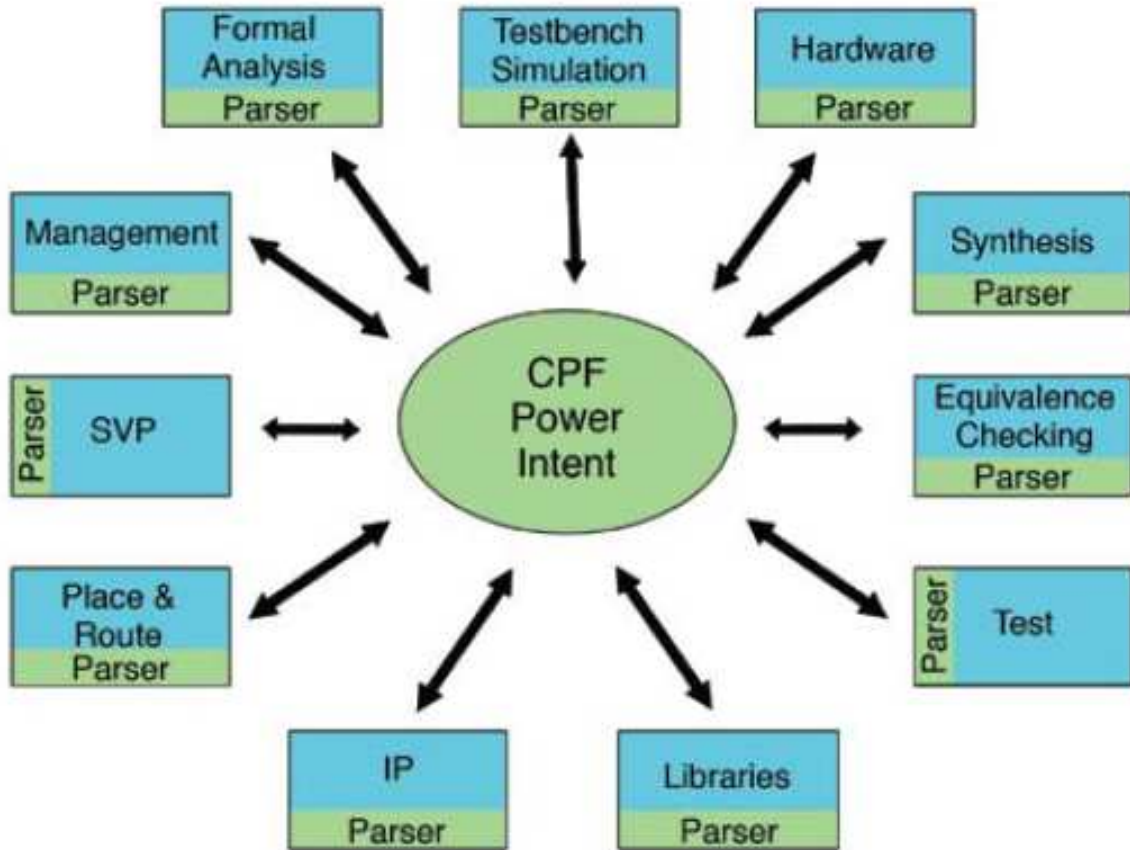 Formal
Analysis
Parser
Testbench
Simulation
Parser
Hardware
Parser
Management
Parser
Synthesis
Parser
CPF
Power
Intent
Parser
SVP
Equivalence
Checking
Parser
Place &
Route
Parser
Parser
Test
IP
Parser
Libraries
Parser